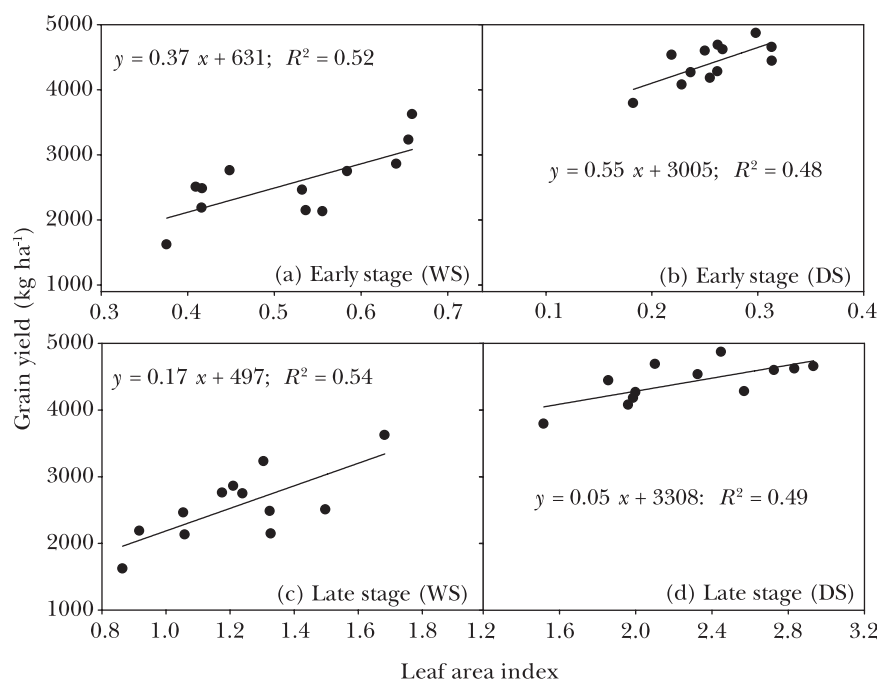 5000
y = 0.37 x + 631; R² = 0.52
4000
3000
y = 0.55 x + 3005; R² = 0.48
2000
1000
(a) Early stage (WS)
(b) Early stage (DS)
0.3 0.4 0.5 0.6 0.7 0.1 0.2 0.3 0.4
Grain yield (kg ha⁻¹)
5000
y = 0.17 x + 497; R² = 0.54
4000
3000
y = 0.05 x + 3308: R² = 0.49
2000
1000
(c) Late stage (WS)
(d) Late stage (DS)
0.8 1.0 1.2 1.4 1.6 1.2 1.6 2.0 2.4 2.8 3.2
Leaf area index